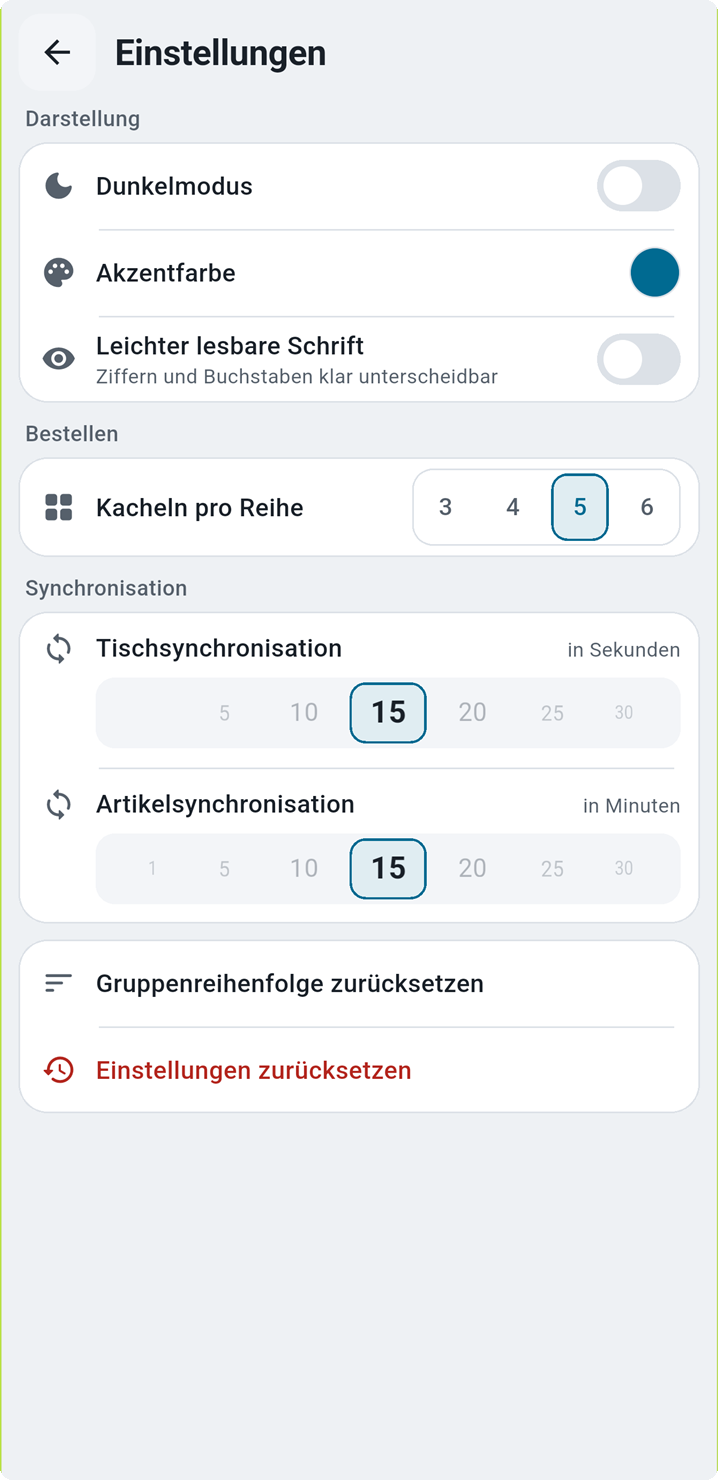 Einstellungen
Darstellung
Dunkelmodus
Akzentfarbe
Leichter lesbare Schrift
Ziffern und Buchstaben klar unterscheidbar
Bestellen
Kacheln pro Reihe 3 4 5 6
Synchronisation
Tischsynchronisation in Sekunden
5 10 15 20 25 30
Artikelsynchronisation in Minuten
1 5 10 15 20 25 30
Gruppenreihenfolge zurücksetzen
Einstellungen zurücksetzen